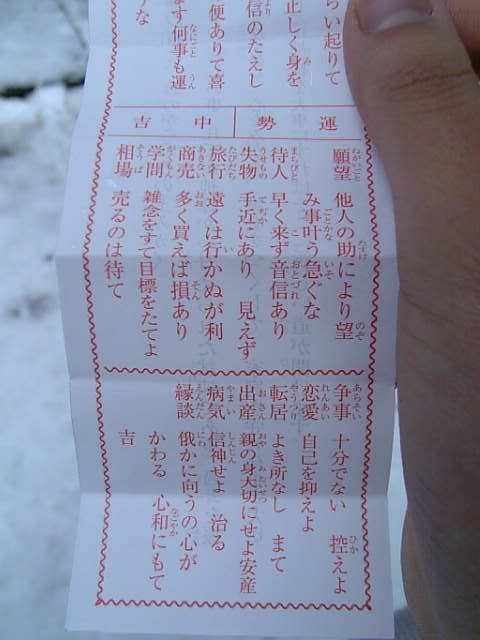 らい起りて
正しく身を
信のたえし
便ありて喜
ます何事も運
うな
運勢 中吉
願望 他人の助により望
み事叶う急ぐな
待人 早く来ず音信あり
失物 手近にあり 見えず
旅行 遠くは行かぬが利
商売 多く買えば損あり
学問 雑念をすて目標をたてよ
相場 売るのは待て
争事 十分でない 控えよ
恋愛 自己を抑えよ
転居 よき所なし まて
出産 親の身大切にせよ安産
病気 信神せよ 治る
縁談 俄かに向うの心が
かわる 心和にもて
吉